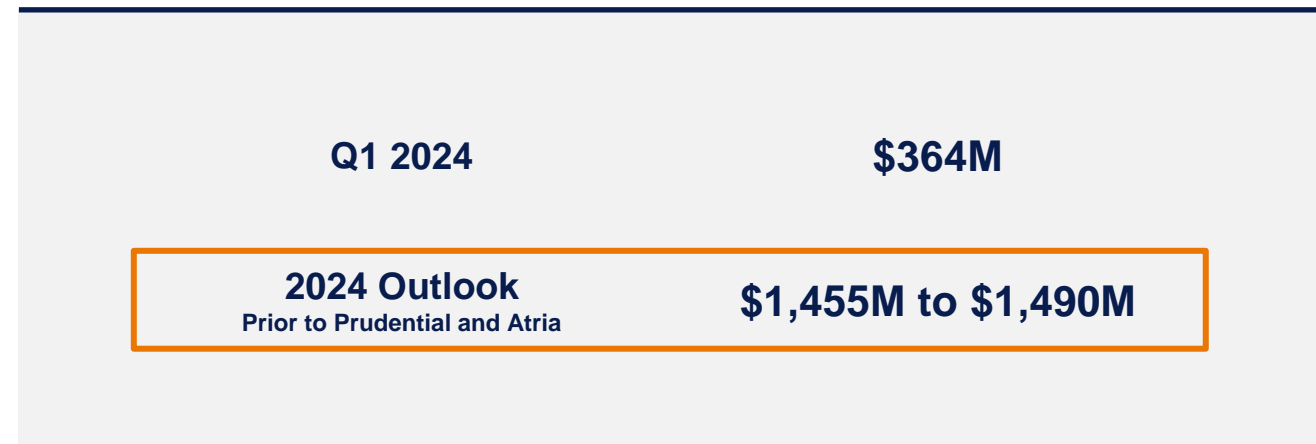 Q1 2024 $364M
2024 Outlook
Prior to Prudential and Atria
$1,455M to $1,490M